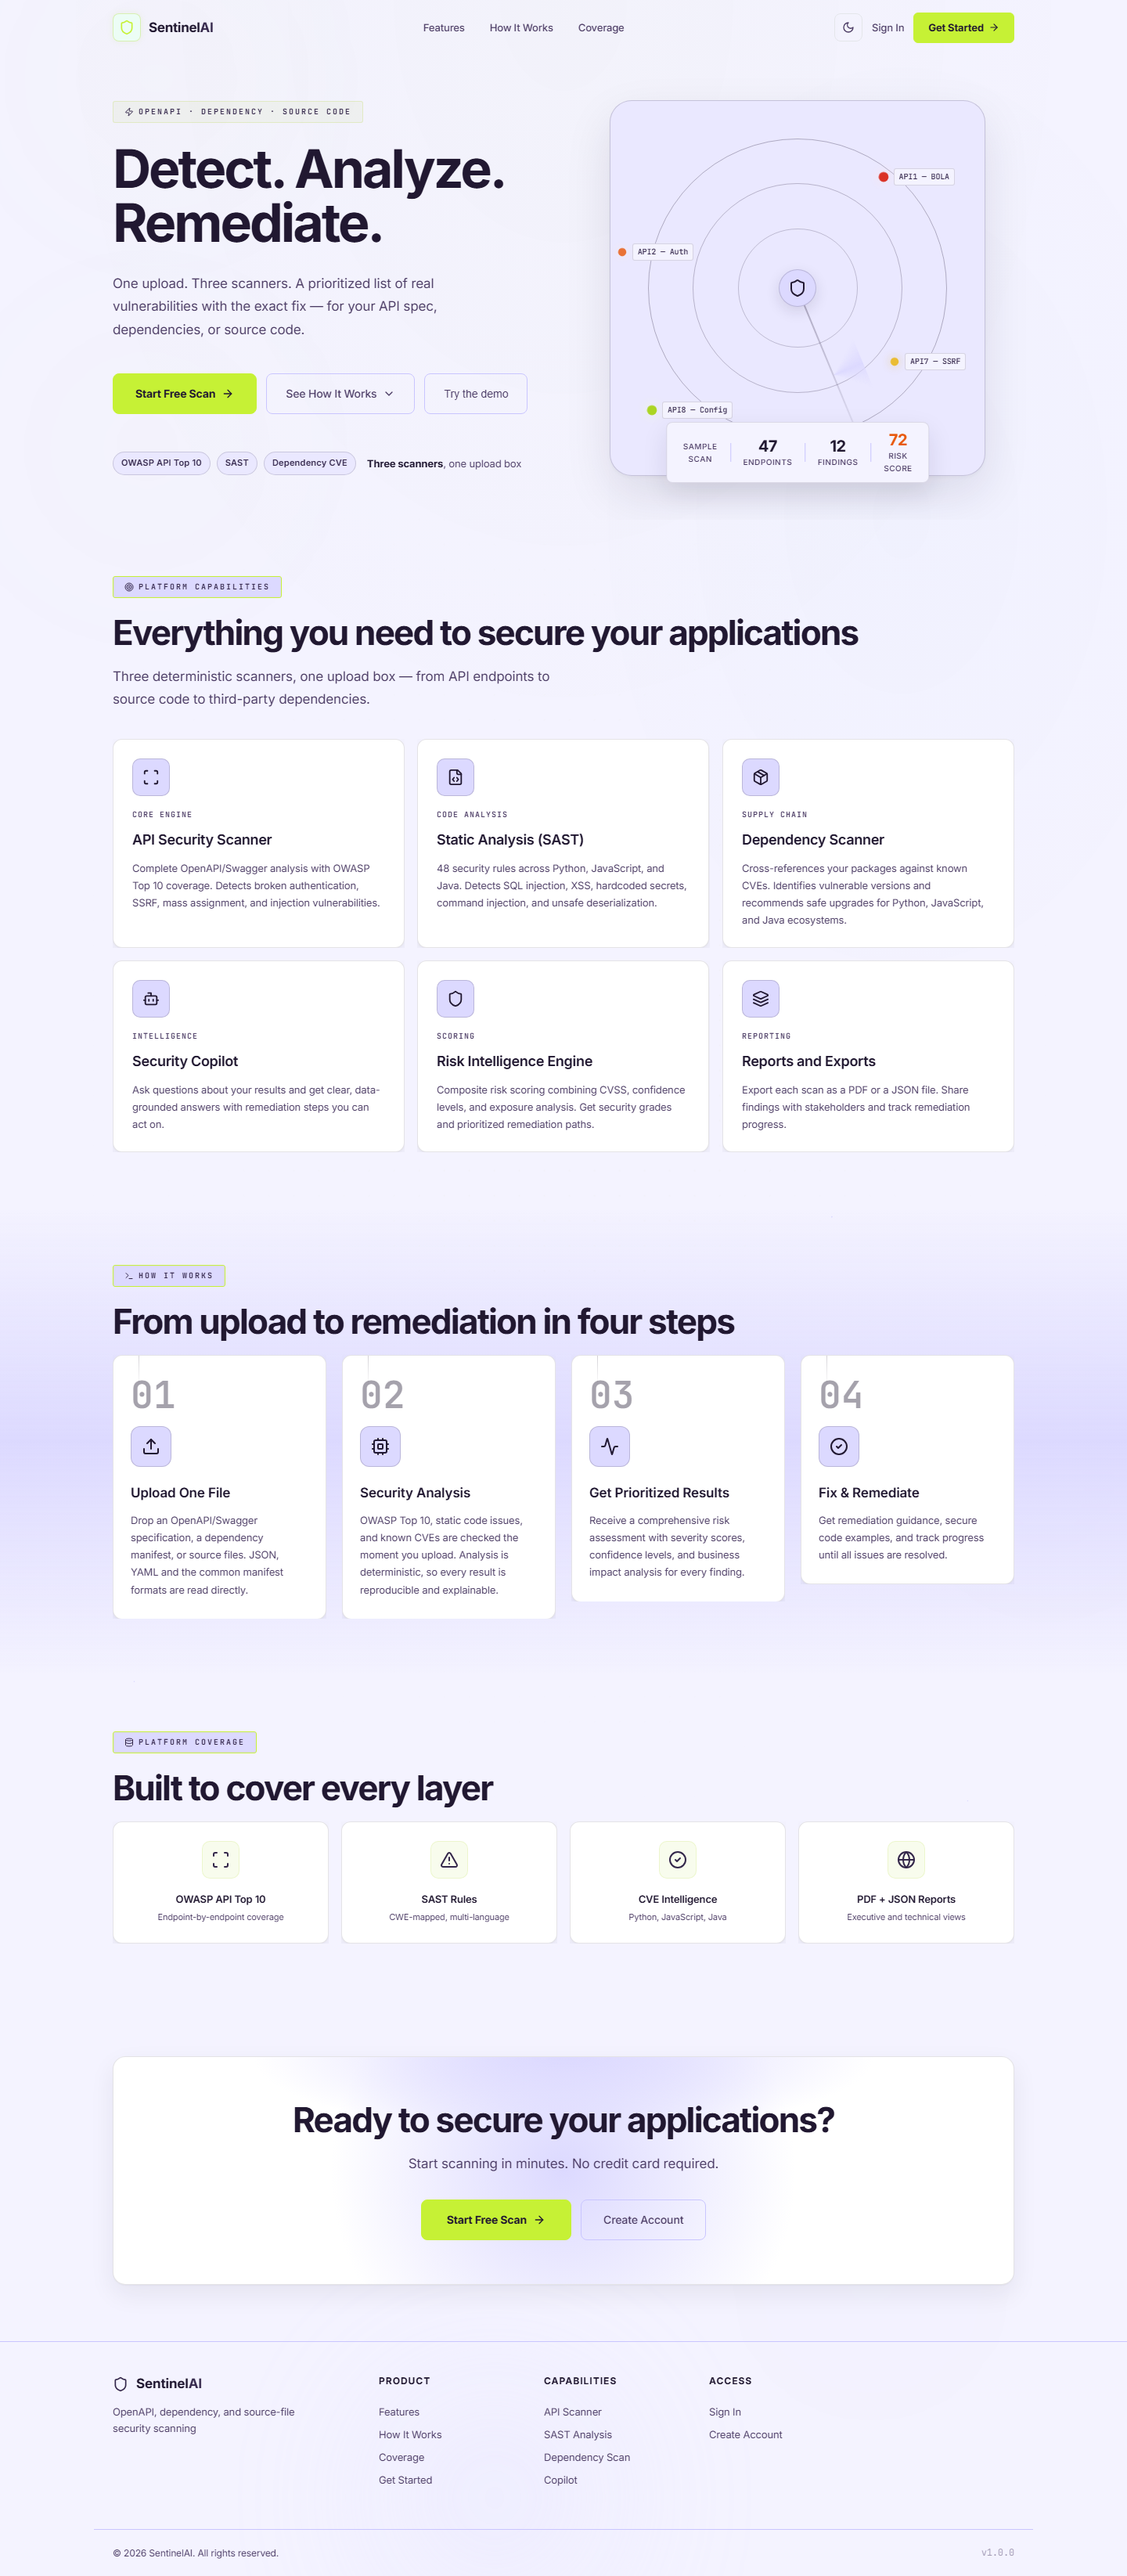 SentinelAI
Features
How It Works
Coverage
Sign In
Get Started
OPENAPI · DEPENDENCY · SOURCE CODE
Detect. Analyze.
Remediate.
One upload. Three scanners. A prioritized list of real
vulnerabilities with the exact fix — for your API spec,
dependencies, or source code.
Start Free Scan
See How It Works
Try the demo
OWASP API Top 10
SAST
Dependency CVE
Three scanners, one upload box
API1 — BOLA
API2 — Auth
API7 — SSRF
API8 — Config
SAMPLE
SCAN
47
ENDPOINTS
12
FINDINGS
72
RISK
SCORE
PLATFORM CAPABILITIES
Everything you need to secure your applications
Three deterministic scanners, one upload box — from API endpoints to
source code to third-party dependencies.
CORE ENGINE
API Security Scanner
Complete OpenAPI/Swagger analysis with OWASP
Top 10 coverage. Detects broken authentication,
SSRF, mass assignment, and injection vulnerabilities.
CODE ANALYSIS
Static Analysis (SAST)
48 security rules across Python, JavaScript, and
Java. Detects SQL injection, XSS, hardcoded secrets,
command injection, and unsafe deserialization.
SUPPLY CHAIN
Dependency Scanner
Cross-references your packages against known
CVEs. Identifies vulnerable versions and
recommends safe upgrades for Python, JavaScript,
and Java ecosystems.
INTELLIGENCE
Security Copilot
Ask questions about your results and get clear, data-
grounded answers with remediation steps you can
act on.
SCORING
Risk Intelligence Engine
Composite risk scoring combining CVSS, confidence
levels, and exposure analysis. Get security grades
and prioritized remediation paths.
REPORTING
Reports and Exports
Export each scan as a PDF or a JSON file. Share
findings with stakeholders and track remediation
progress.
HOW IT WORKS
From upload to remediation in four steps
01
Upload One File
Drop an OpenAPI/Swagger
specification, a dependency
manifest, or source files. JSON,
YAML and the common manifest
formats are read directly.
02
Security Analysis
OWASP Top 10, static code issues,
and known CVEs are checked the
moment you upload. Analysis is
deterministic, so every result is
reproducible and explainable.
03
Get Prioritized Results
Receive a comprehensive risk
assessment with severity scores,
confidence levels, and business
impact analysis for every finding.
04
Fix & Remediate
Get remediation guidance, secure
code examples, and track progress
until all issues are resolved.
PLATFORM COVERAGE
Built to cover every layer
OWASP API Top 10
Endpoint-by-endpoint coverage
SAST Rules
CWE-mapped, multi-language
CVE Intelligence
Python, JavaScript, Java
PDF + JSON Reports
Executive and technical views
Ready to secure your applications?
Start scanning in minutes. No credit card required.
Start Free Scan
Create Account
SentinelAI
OpenAPI, dependency, and source-file
security scanning
PRODUCT
Features
How It Works
Coverage
Get Started
CAPABILITIES
API Scanner
SAST Analysis
Dependency Scan
Copilot
ACCESS
Sign In
Create Account
© 2026 SentinelAI. All rights reserved.
v1.0.0